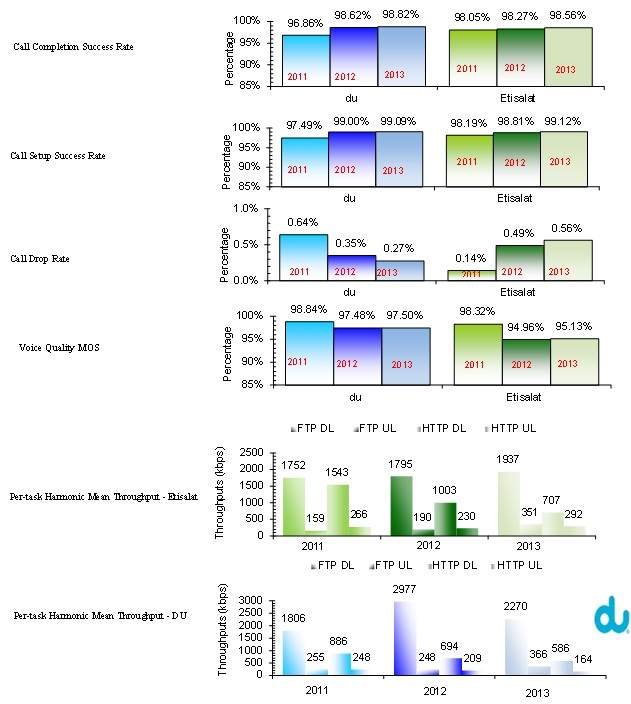 Call Completion Success Rate
Percentage
100%
95%
90%
85%
96.86% 98.62% 98.82% 98.05% 98.27% 98.56%
2011 2012 2013 2011 2012 2013
du Etisalat
Call Setup Success Rate
Percentage
100%
95%
90%
85%
97.49% 99.00% 99.09% 98.19% 98.81% 99.12%
2011 2012 2013 2011 2012 2013
du Etisalat
Call Drop Rate
Percentage
1.0%
0.5%
0.0%
0.64% 0.35% 0.27% 0.14% 0.49% 0.56%
2011 2012 2013 2011 2012 2013
du Etisalat
Voice Quality MOS
Percentage
100%
95%
90%
85%
98.84% 97.48% 97.50% 98.32% 94.96% 95.13%
2011 2012 2013 2011 2012 2013
du Etisalat
FTP DL FTP UL HTTP DL HTTP UL
Per-task Harmonic Mean Throughput - Etisalat
Throughputs (kbps)
2500
2000
1500
1000
500
0
1752 159 1543 266 1795 190 1003 230 1937 351 707 292
2011 2012 2013
FTP DL FTP UL HTTP DL HTTP UL
Per-task Harmonic Mean Throughput - DU
Throughputs (kbps)
3000
2500
2000
1500
1000
500
0
1806 255 886 248 2977 248 694 209 2270 366 586 164
2011 2012 2013
du